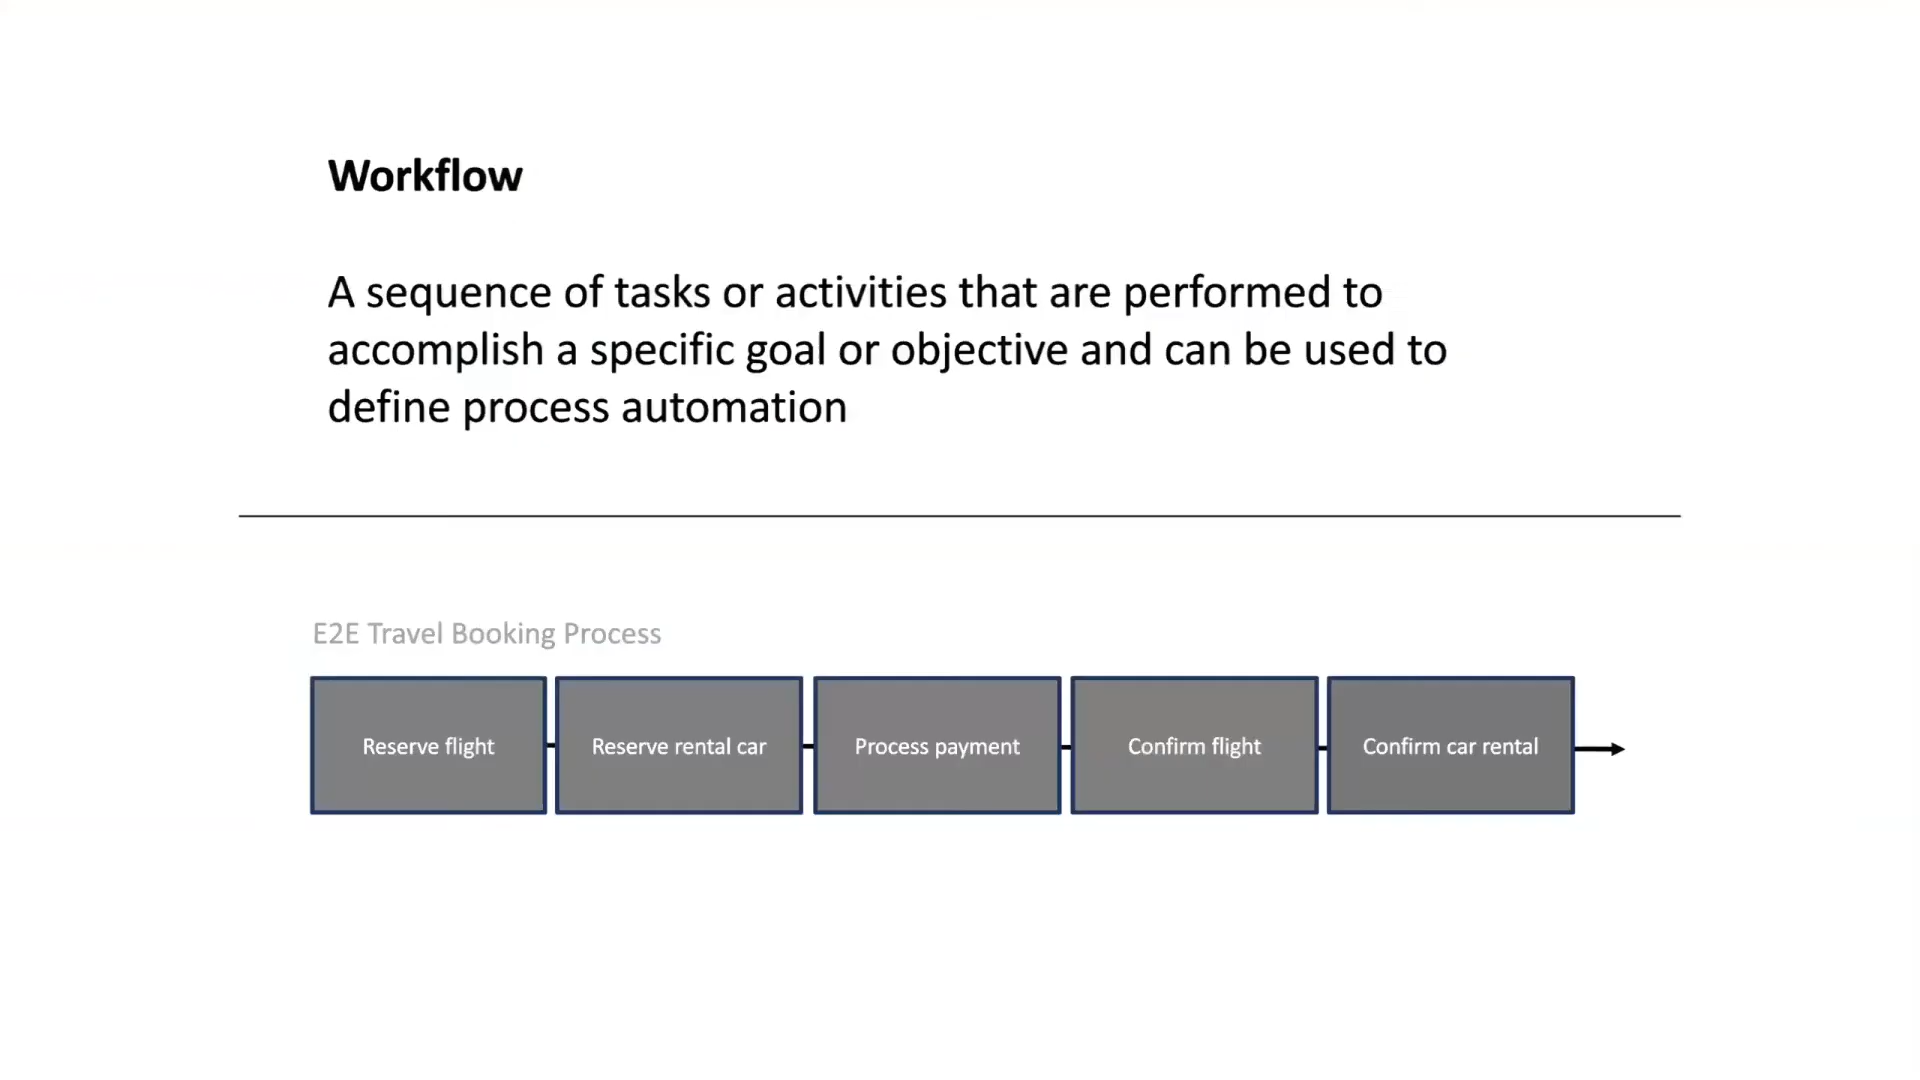 Workflow
A sequence of tasks or activities that are performed to
accomplish a specific goal or objective and can be used to
define process automation
E2E Travel Booking Process
Reserve flight
Reserve rental car
Process payment
Confirm flight
Confirm car rental